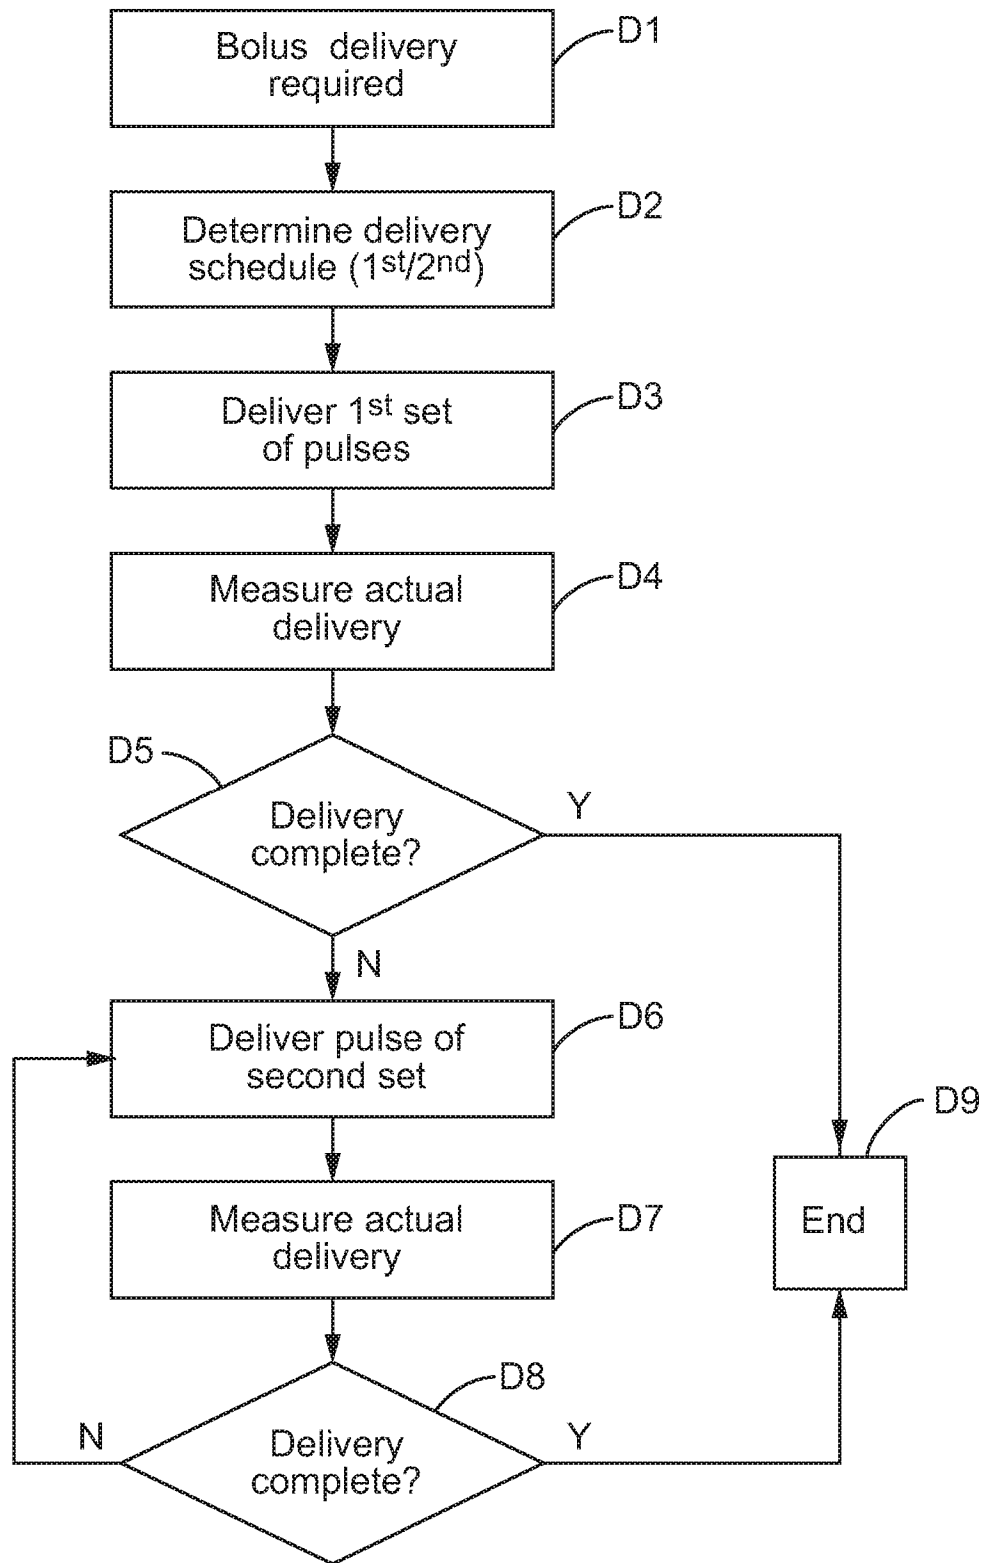 Bolus delivery
required
D1
Determine delivery
schedule (1st/2nd)
D2
Deliver 1st set
of pulses
D3
Measure actual
delivery
D4
D5
Delivery
complete?
Y
N
Deliver pulse of
second set
D6
Measure actual
delivery
D7
D9
End
D8
Delivery
complete?
N
Y